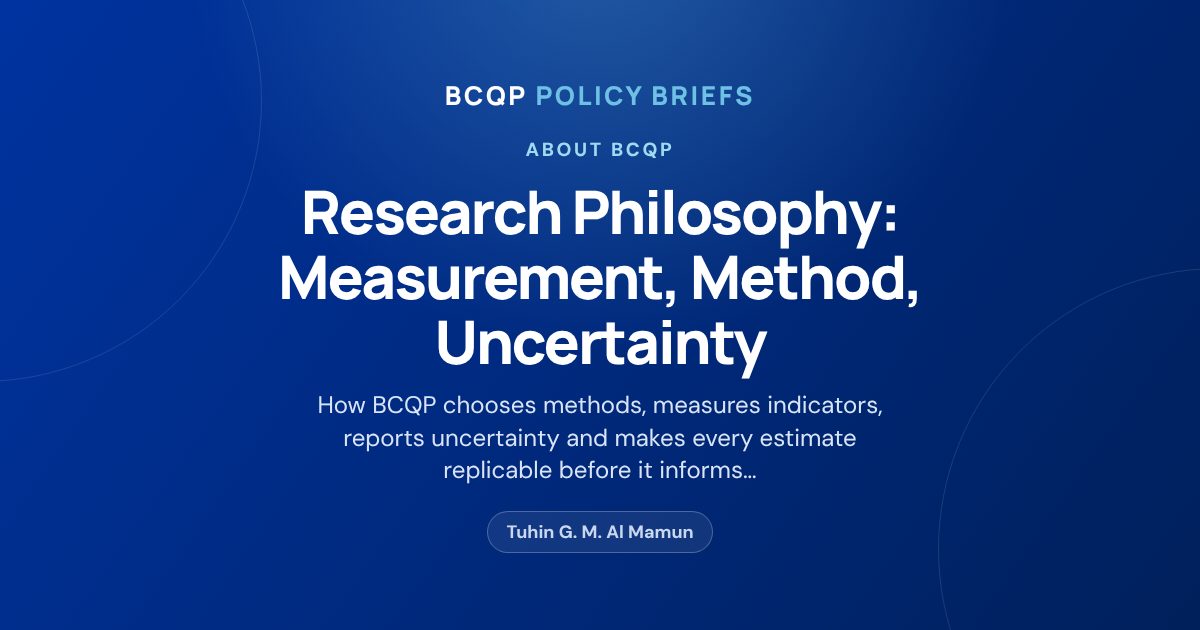 BCQP POLICY BRIEFS
ABOUT BCQP
Research Philosophy:
Measurement, Method,
Uncertainty
How BCQP chooses methods, measures indicators,
reports uncertainty and makes every estimate
replicable before it informs…
Tuhin G. M. Al Mamun